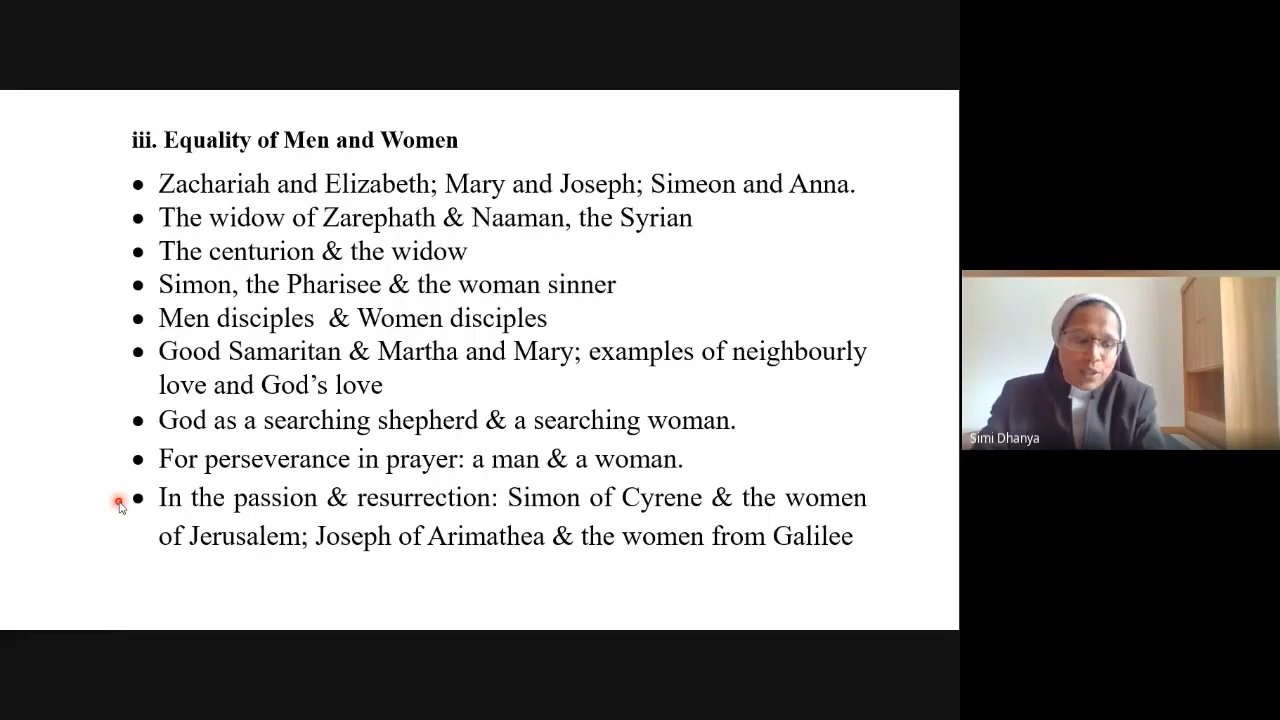 iii. Equality of Men and Women
• Zachariah and Elizabeth; Mary and Joseph; Simeon and Anna.
• The widow of Zarephath & Naaman, the Syrian
• The centurion & the widow
• Simon, the Pharisee & the woman sinner
• Men disciples  & Women disciples
• Good Samaritan & Martha and Mary; examples of neighbourly
love and God’s love
• God as a searching shepherd & a searching woman.
• For perseverance in prayer: a man & a woman.
• In the passion & resurrection: Simon of Cyrene & the women
of Jerusalem; Joseph of Arimathea & the women from Galilee
Simi Dhanya